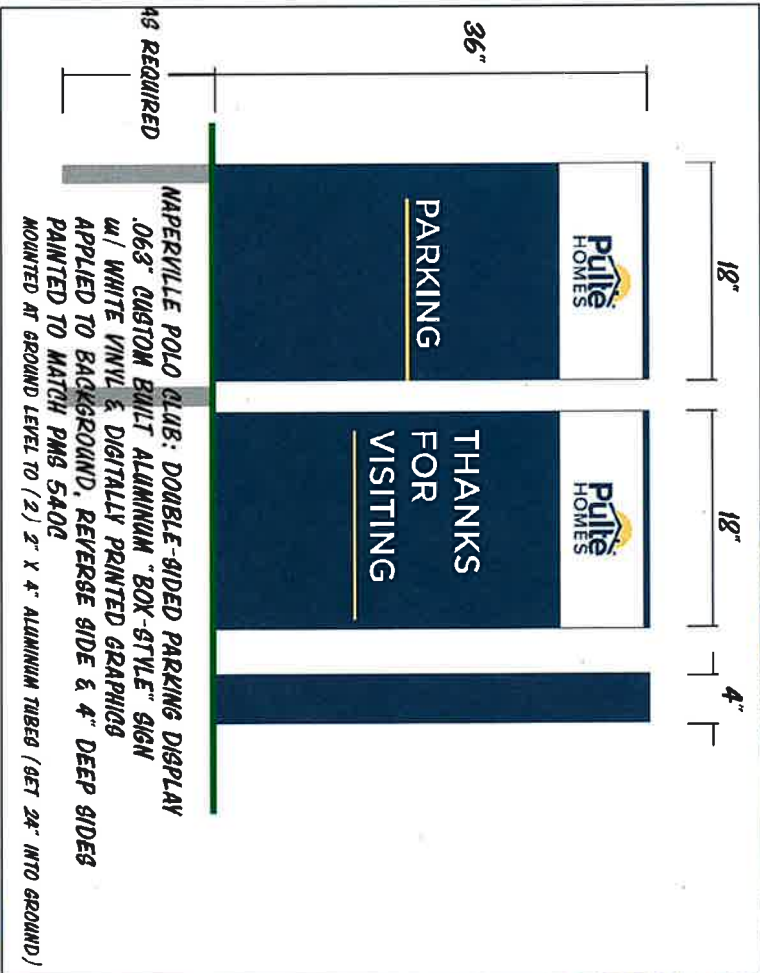 18"
18"
4"
36"
AS REQUIRED
Pulte
HOMES
PARKING
Pulte
HOMES
THANKS
FOR
VISITING
NAPERVILLE POLO CLUB: DOUBLE-SIDED PARKING DISPLAY
.063" CUSTOM BUILT ALUMINUM "BOX-STYLE" SIGN
w/ WHITE VINYL & DIGITALLY PRINTED GRAPHICS
APPLIED TO BACKGROUND, REVERSE SIDE & 4" DEEP SIDES
PAINTED TO MATCH PMS 540C
MOUNTED AT GROUND LEVEL TO (2) 2" X 4" ALUMINUM TUBES (SET 24" INTO GROUND)